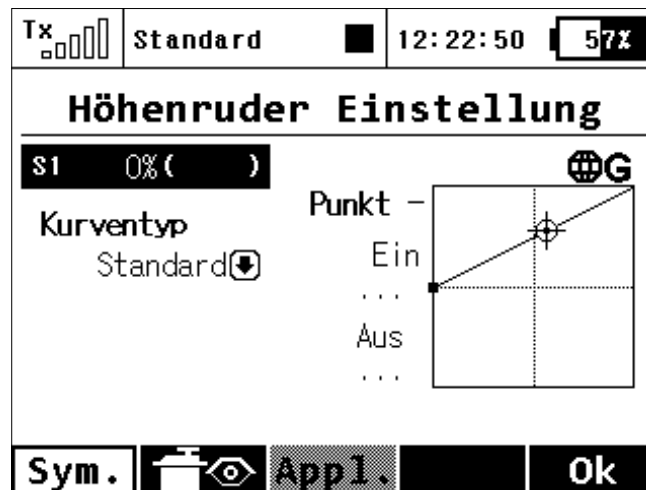 Tx Standard 12:22:50 57%
Höhenruder Einstellung
S1 0% ( )
G
Punkt -
Kurventyp
Ein
Standard
...
Aus
...
Sym. Appl. Ok